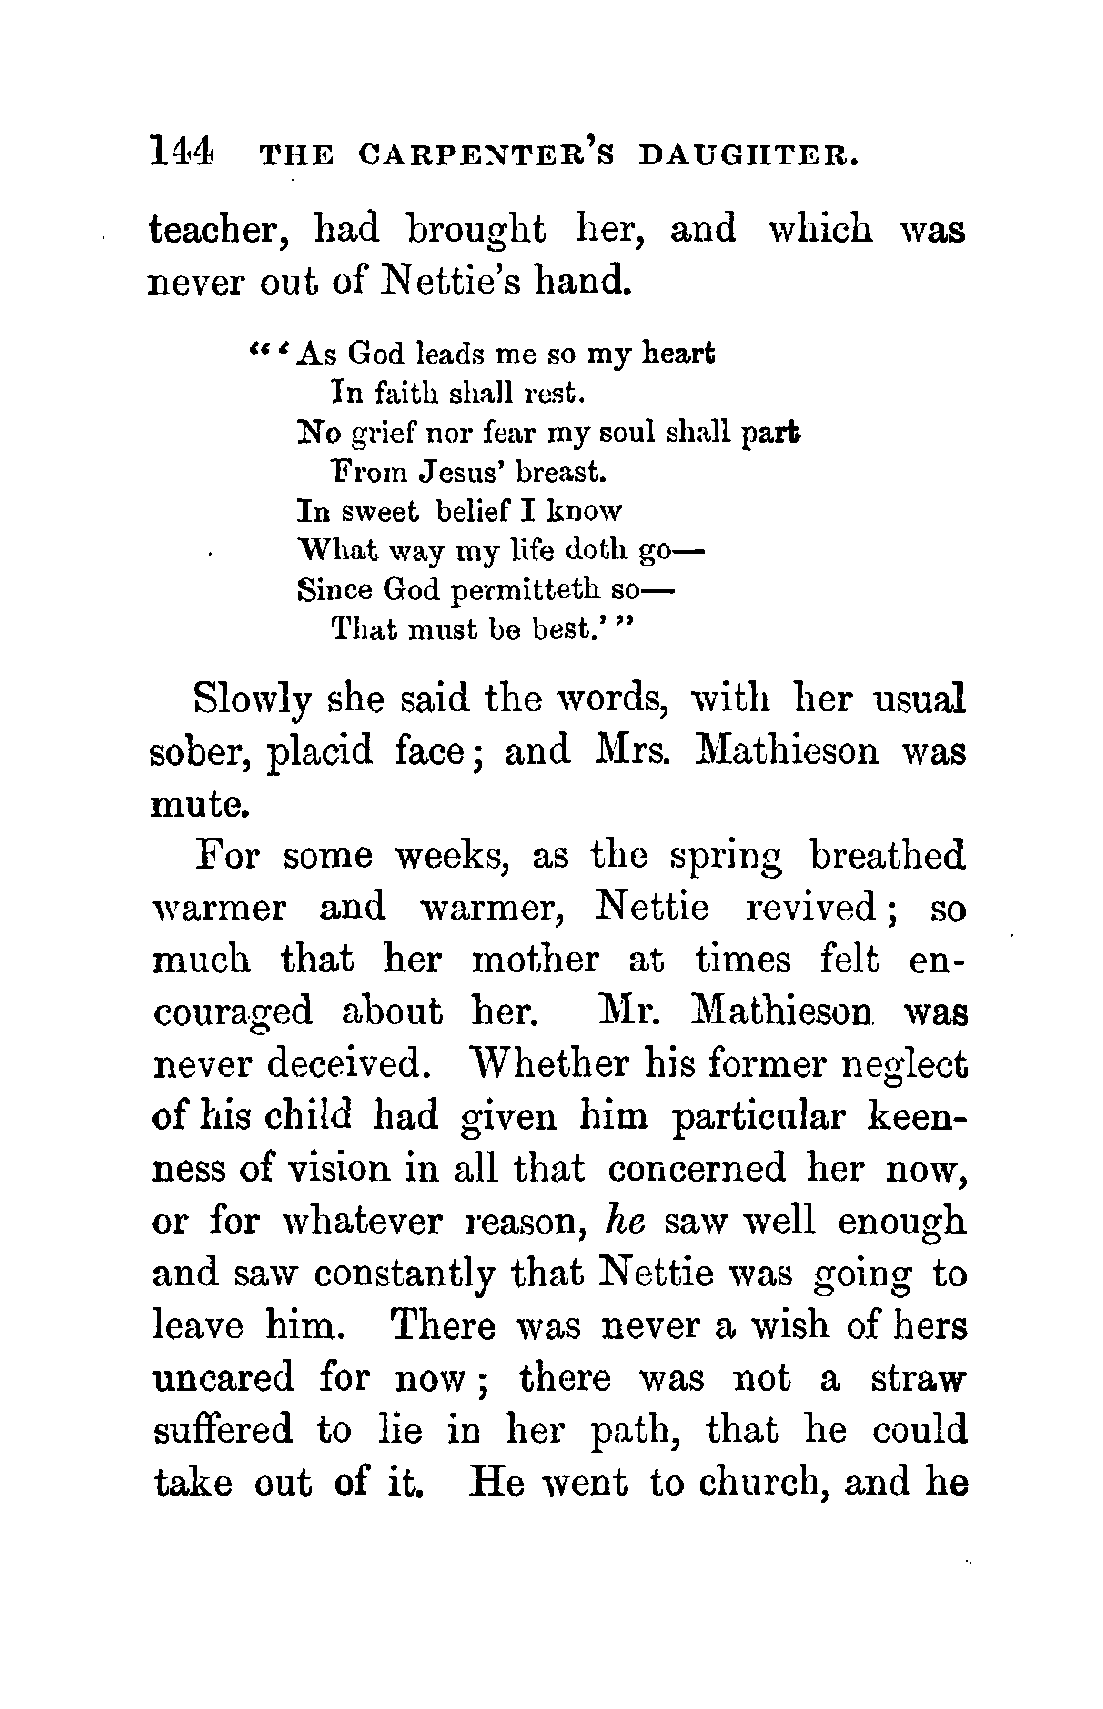 144 THE CARPENTER'S DAUGHTER.
teacher, had brought her, and which was
never out of Nettie's hand.
"'As God leads me so my heart
In faith shall rest.
No grief nor fear my soul shall part
From Jesus' breast.
In sweet belief I know
What way my life doth go—
Since God permitteth so—
That must be best.'"
Slowly she said the words, with her usual
sober, placid face; and Mrs. Mathieson was
mute.
For some weeks, as the spring breathed
warmer and warmer, Nettie revived; so
much that her mother at times felt en-
couraged about her. Mr. Mathieson was
never deceived. Whether his former neglect
of his child had given him particular keen-
ness of vision in all that concerned her now,
or for whatever reason, he saw well enough
and saw constantly that Nettie was going to
leave him. There was never a wish of hers
uncared for now; there was not a straw
suffered to lie in her path, that he could
take out of it. He went to church, and he